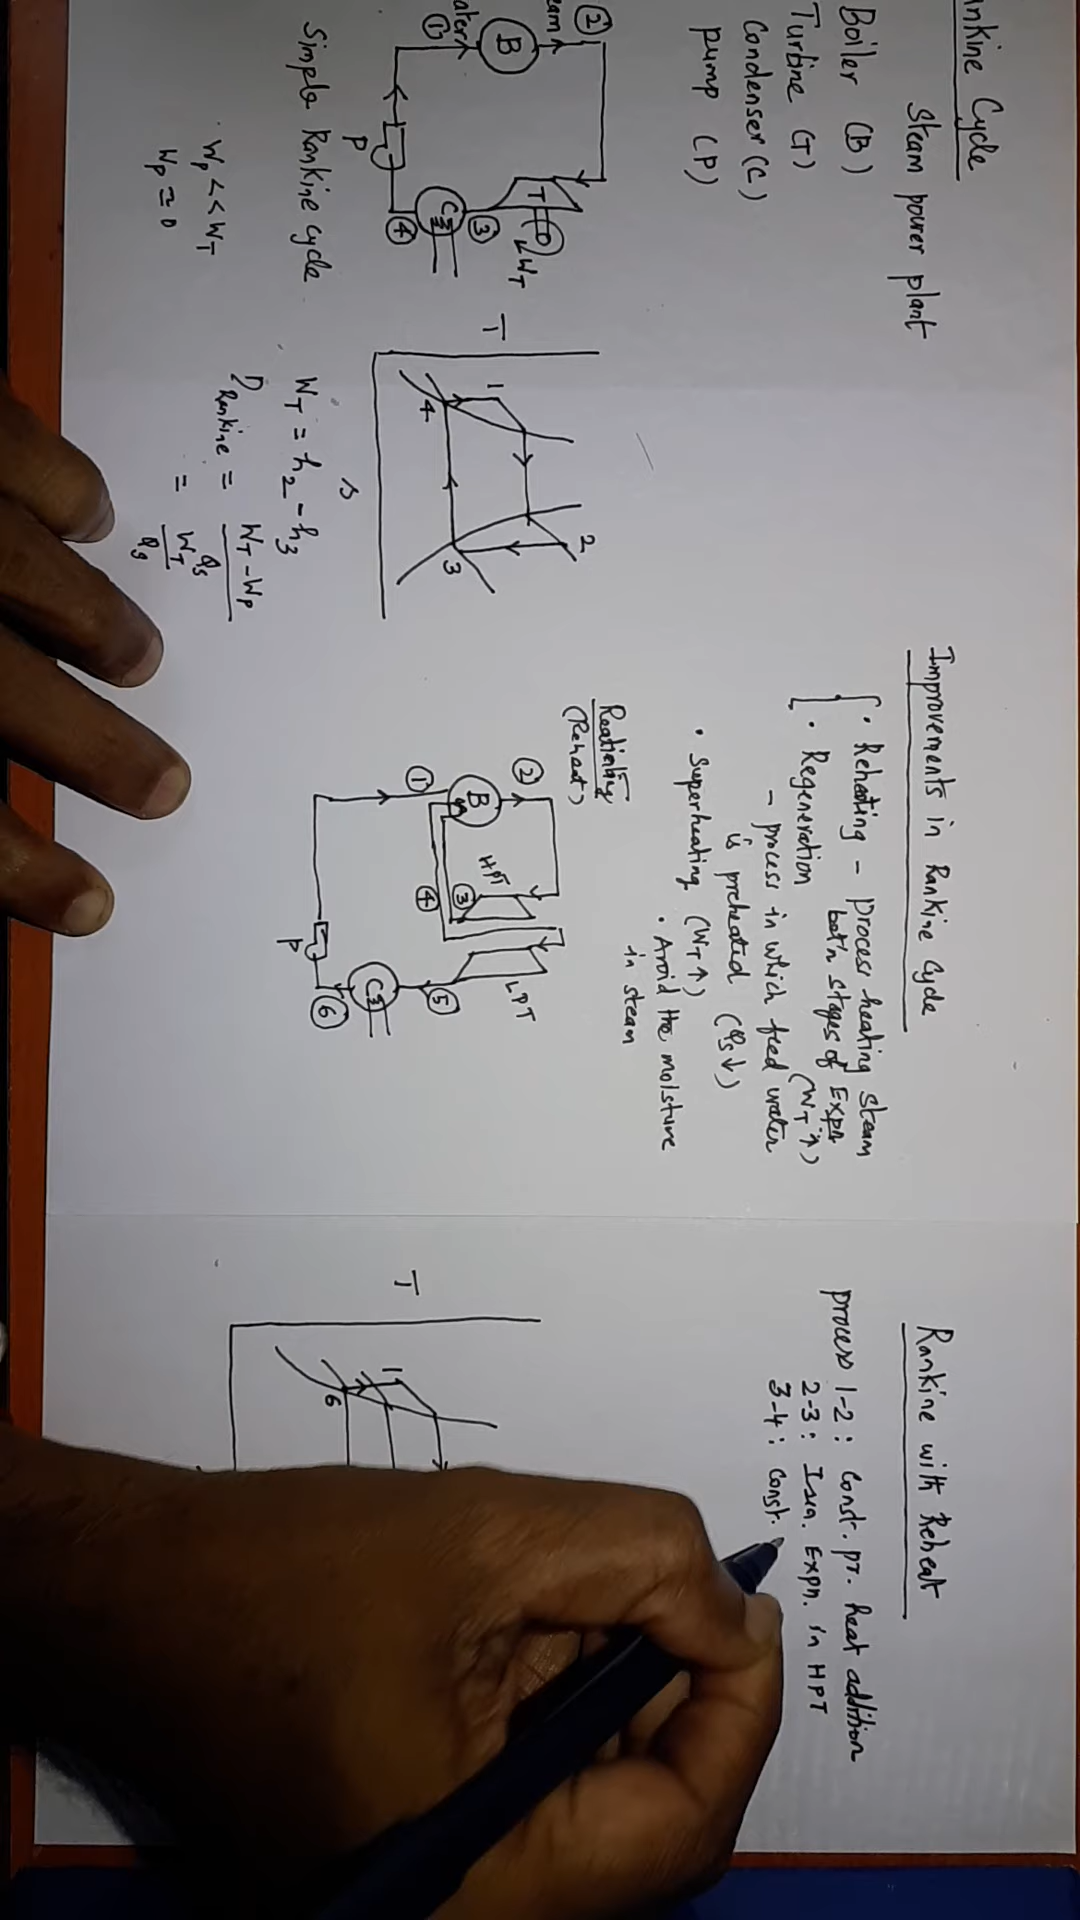 nkine Cycle
Steam power plant
Boiler (B)
Turbine (T)
Condenser (C)
pump (P)
eam
2
ater
1
B
T
WT
C
3
4
P
Simple Rankine cycle
Wp << WT
Wp = 0
T
1
2
3
4
s
WT = h2 - h3
ηRankine = WT - Wp / Qs
= WT / Qs
Improvements in Rankine Cycle
• Reheating - process heating steam
bet'n stages of Expn
(WT ↑)
• Regeneration
- process in which feed water
is preheated (Qs ↓)
• Superheating (WT ↑)
• Avoid the moisture
in steam
(Reheat)
2
1
B
HPT
3
4
LPT
5
C
6
P
Rankine with Reheat
process 1-2 : Const. pr. heat addition
2-3 : Isen. Expn. in HPT
3-4 : Const.
T
1
6